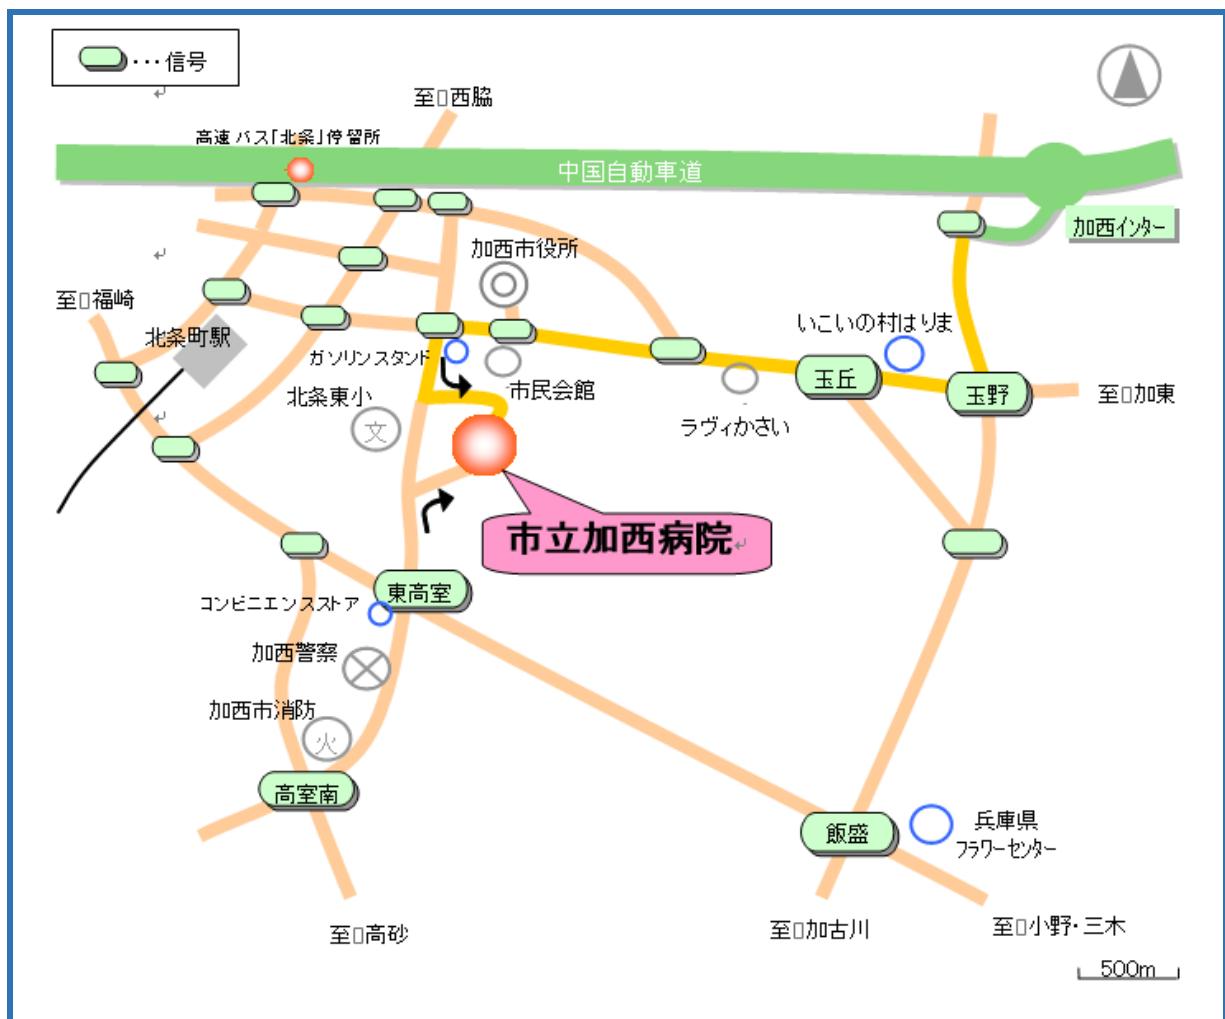 ･･･信号
至▯西脇
高速バス｢北条｣停留所
中国自動車道
加西インター
加西市役所
至▯福崎
北条町駅
いこいの村はりま
ガソリンスタンド
市民会館
玉丘
玉野
至▯加東
北条東小
文
ラヴィかさい
市立加西病院
東高室
コンビニエンスストア
加西警察
加西市消防
火
高室南
飯盛
兵庫県
フラワーセンター
至▯高砂
至▯加古川
至▯小野･三木
500m